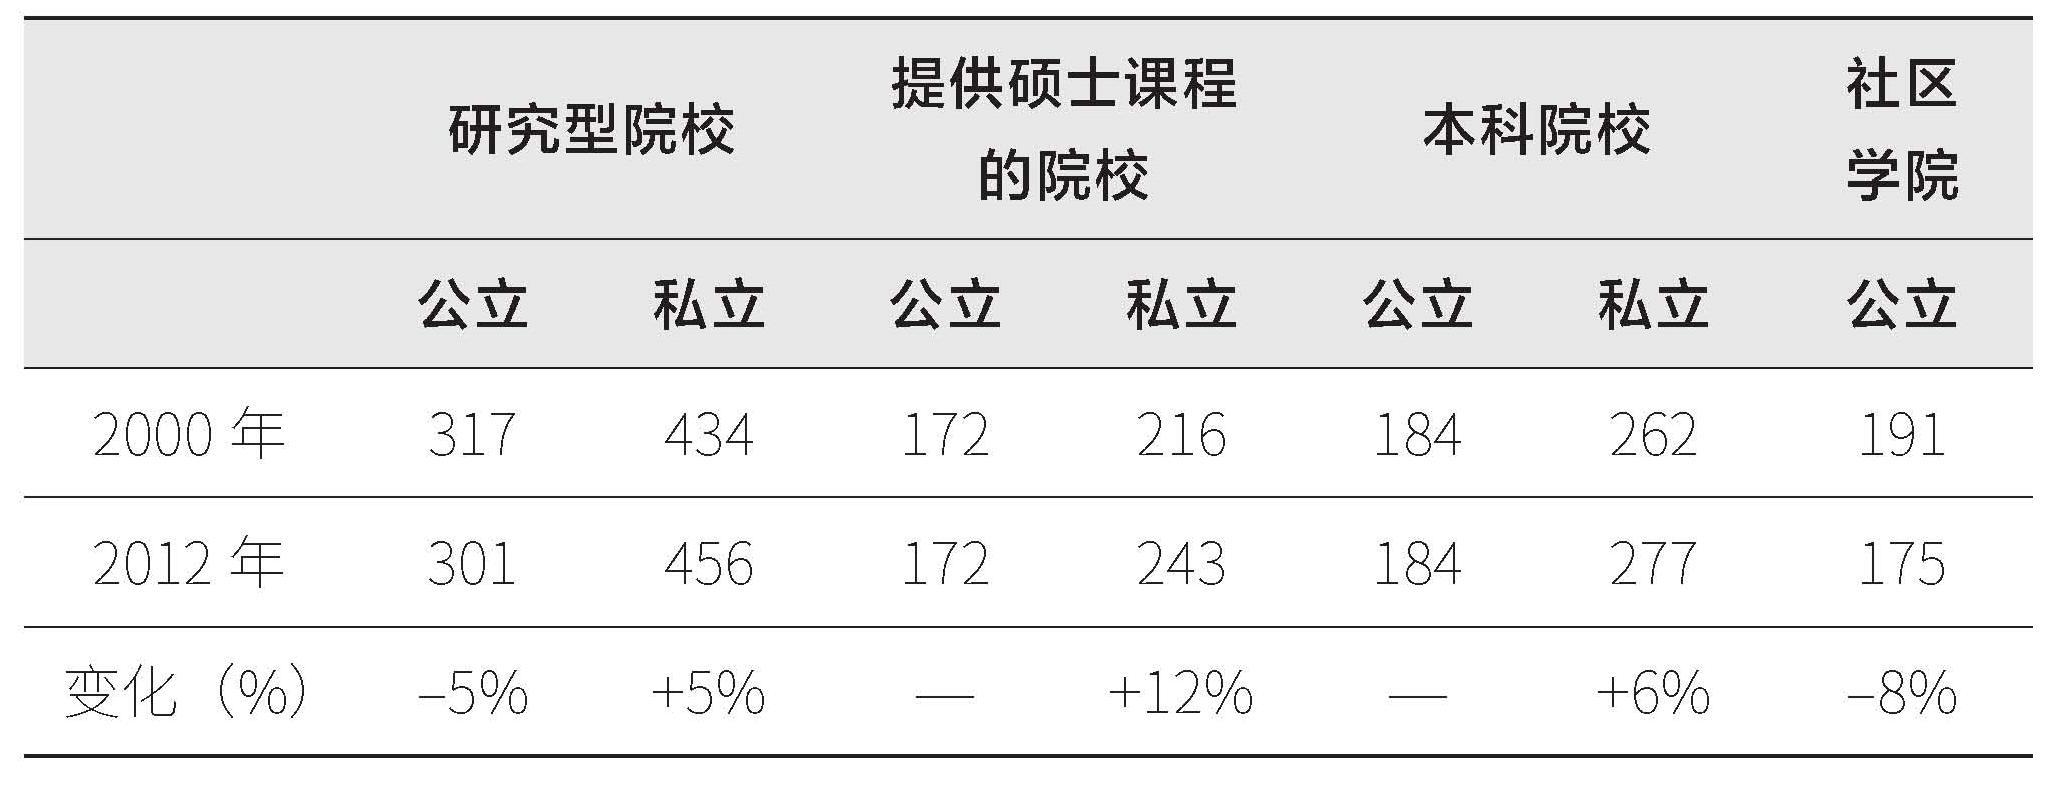 研究型院校 提供硕士课程的院校 本科院校 社区学院
公立 私立 公立 私立 公立 私立 公立
2000 年 317 434 172 216 184 262 191
2012 年 301 456 172 243 184 277 175
变化（%） –5% +5% — +12% — +6% –8%